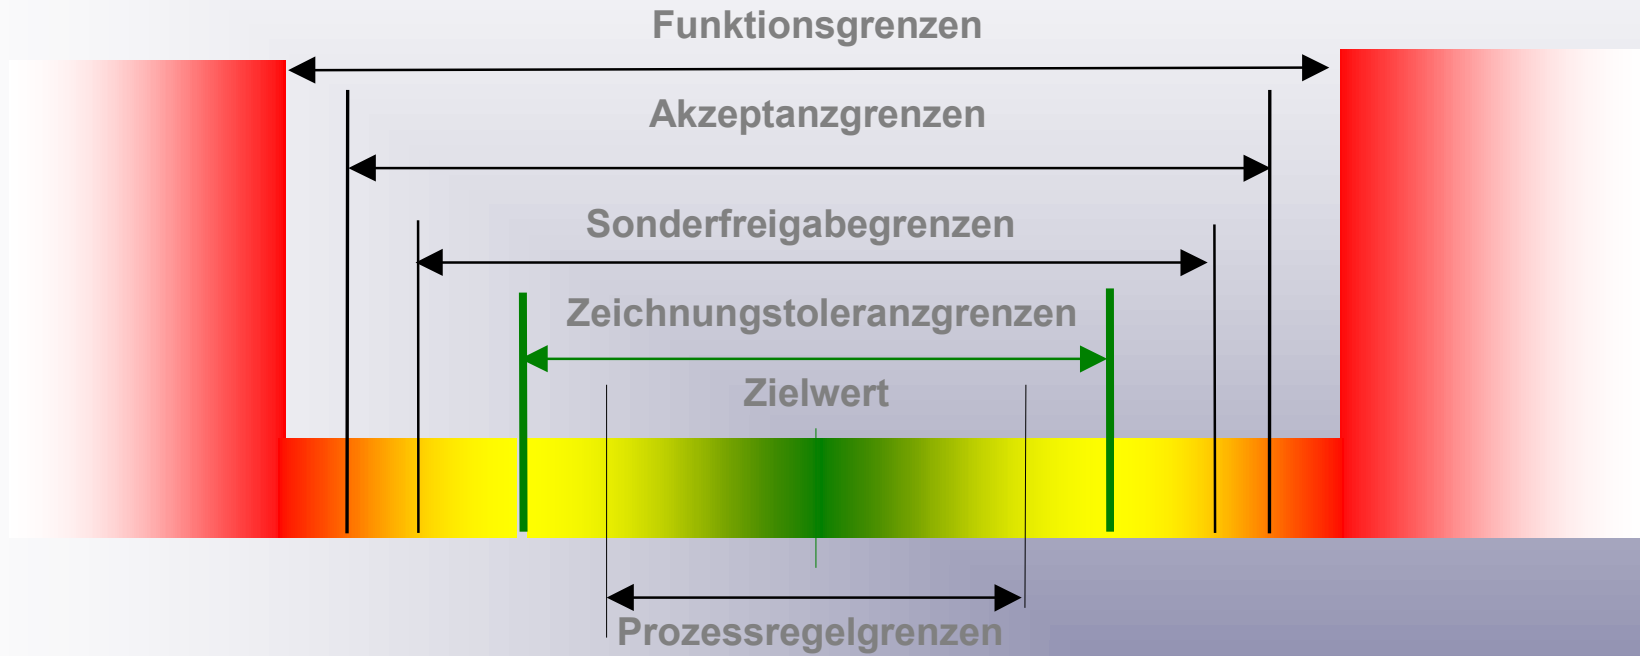 Funktionsgrenzen
Akzeptanzgrenzen
Sonderfreigabegrenzen
Zeichnungstoleranzgrenzen
Zielwert
Prozessregelgrenzen